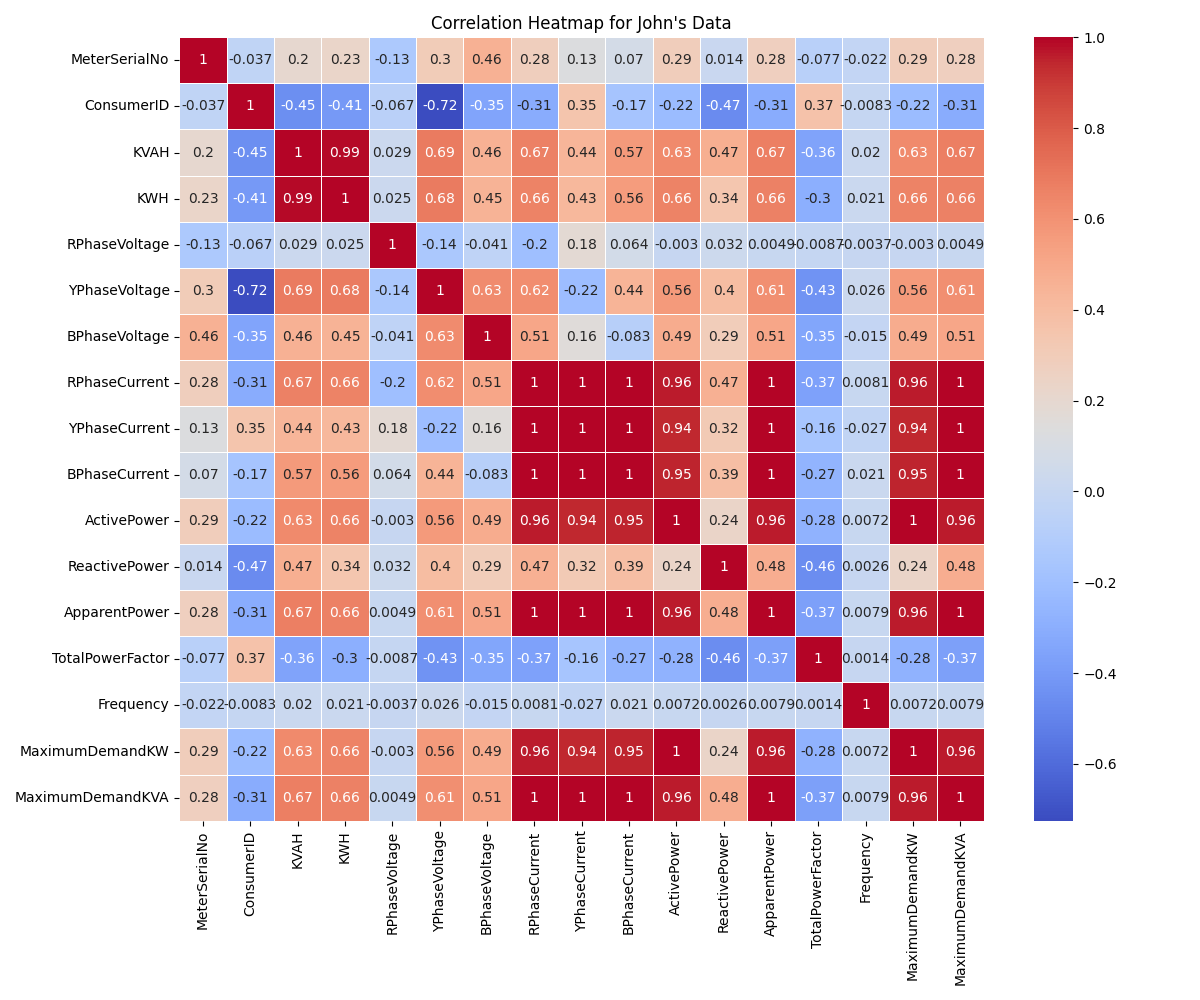 Correlation Heatmap for John's Data
MeterSerialNo 1 -0.037 0.2 0.23 -0.13 0.3 0.46 0.28 0.13 0.07 0.29 0.014 0.28 -0.077 -0.022 0.29 0.28
ConsumerID -0.037 1 -0.45 -0.41 -0.067 -0.72 -0.35 -0.31 0.35 -0.17 -0.22 -0.47 -0.31 0.37 -0.0083 -0.22 -0.31
KVAH 0.2 -0.45 1 0.99 0.029 0.69 0.46 0.67 0.44 0.57 0.63 0.47 0.67 -0.36 0.02 0.63 0.67
KWH 0.23 -0.41 0.99 1 0.025 0.68 0.45 0.66 0.43 0.56 0.66 0.34 0.66 -0.3 0.021 0.66 0.66
RPhaseVoltage -0.13 -0.067 0.029 0.025 1 -0.14 -0.041 -0.2 0.18 0.064 -0.003 0.032 0.0049 -0.0087 -0.0037 -0.003 0.0049
YPhaseVoltage 0.3 -0.72 0.69 0.68 -0.14 1 0.63 0.62 -0.22 0.44 0.56 0.4 0.61 -0.43 0.026 0.56 0.61
BPhaseVoltage 0.46 -0.35 0.46 0.45 -0.041 0.63 1 0.51 0.16 -0.083 0.49 0.29 0.51 -0.35 -0.015 0.49 0.51
RPhaseCurrent 0.28 -0.31 0.67 0.66 -0.2 0.62 0.51 1 1 1 0.96 0.47 1 -0.37 0.0081 0.96 1
YPhaseCurrent 0.13 0.35 0.44 0.43 0.18 -0.22 0.16 1 1 1 0.94 0.32 1 -0.16 -0.027 0.94 1
BPhaseCurrent 0.07 -0.17 0.57 0.56 0.064 0.44 -0.083 1 1 1 0.95 0.39 1 -0.27 0.021 0.95 1
ActivePower 0.29 -0.22 0.63 0.66 -0.003 0.56 0.49 0.96 0.94 0.95 1 0.24 0.96 -0.28 0.0072 1 0.96
ReactivePower 0.014 -0.47 0.47 0.34 0.032 0.4 0.29 0.47 0.32 0.39 0.24 1 0.48 -0.46 0.0026 0.24 0.48
ApparentPower 0.28 -0.31 0.67 0.66 0.0049 0.61 0.51 1 1 1 0.96 0.48 1 -0.37 0.0079 0.96 1
TotalPowerFactor -0.077 0.37 -0.36 -0.3 -0.0087 -0.43 -0.35 -0.37 -0.16 -0.27 -0.28 -0.46 -0.37 1 0.0014 -0.28 -0.37
Frequency -0.022 -0.0083 0.02 0.021 -0.0037 0.026 -0.015 0.0081 -0.027 0.021 0.0072 0.0026 0.0079 0.0014 1 0.0072 0.0079
MaximumDemandKW 0.29 -0.22 0.63 0.66 -0.003 0.56 0.49 0.96 0.94 0.95 1 0.24 0.96 -0.28 0.0072 1 0.96
MaximumDemandKVA 0.28 -0.31 0.67 0.66 0.0049 0.61 0.51 1 1 1 0.96 0.48 1 -0.37 0.0079 0.96 1
MeterSerialNo
ConsumerID
KVAH
KWH
RPhaseVoltage
YPhaseVoltage
BPhaseVoltage
RPhaseCurrent
YPhaseCurrent
BPhaseCurrent
ActivePower
ReactivePower
ApparentPower
TotalPowerFactor
Frequency
MaximumDemandKW
MaximumDemandKVA
1.0
0.8
0.6
0.4
0.2
0.0
−0.2
−0.4
−0.6